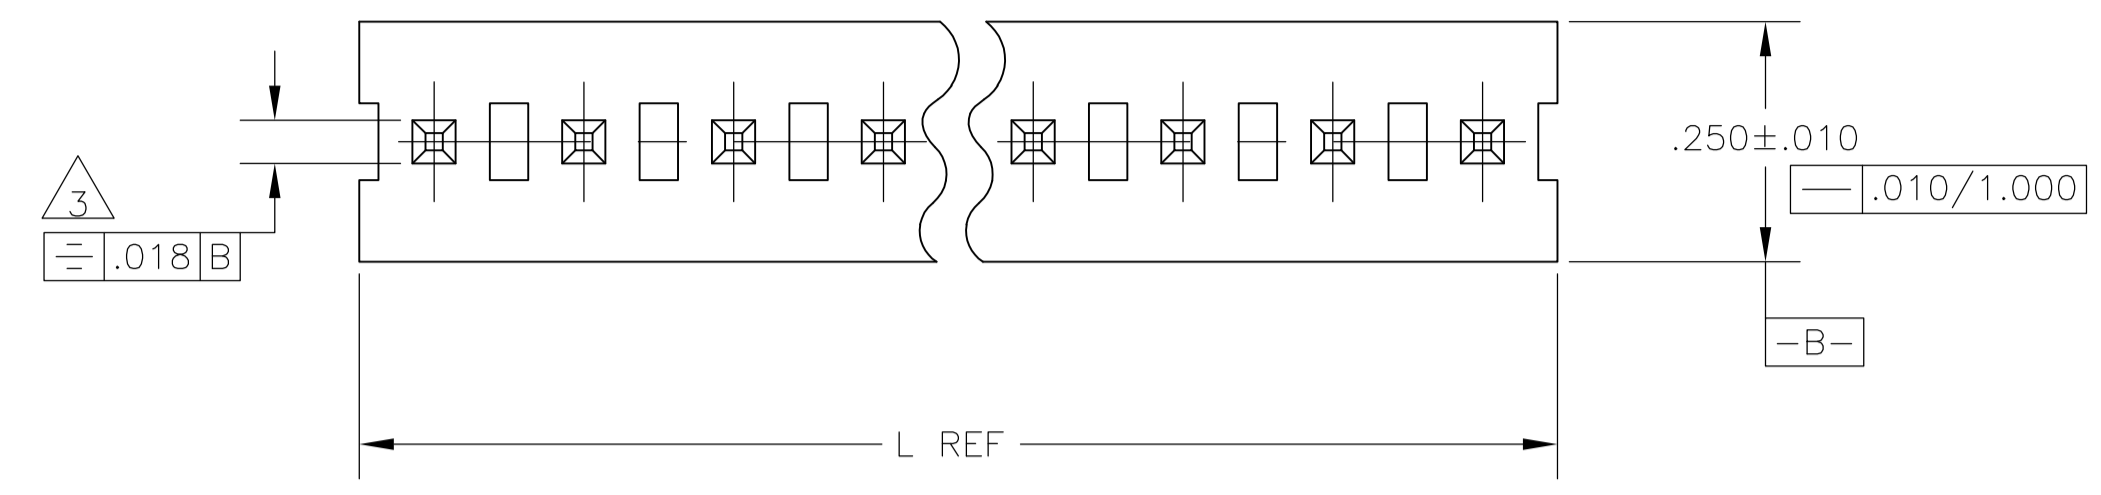 .250±.010
⏤ .010/1.000
3
⌯ .018 B
-B-
L REF